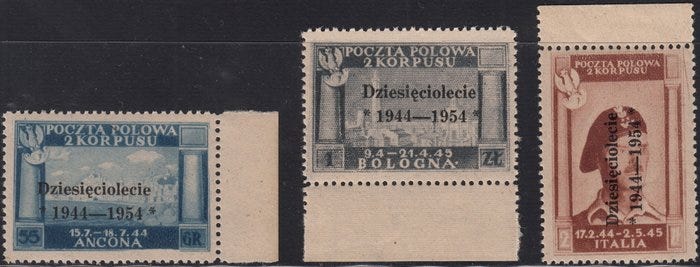 POCZTA POLOWA
2 KORPUSU
Dziesięciolecie
* 1944—1954 *
55 GR
15.7.–18.7.44
ANCONA
POCZTA POLOWA
2 KORPUSU
Dziesięciolecie
* 1944—1954 *
1 ZŁ
9.4–21.4.45
BOLOGNA
POCZTA POLOWA
2 KORPUSU
Dziesięciolecie
* 1944—1954 *
2
17.2.44–2.5.45
ITALIA